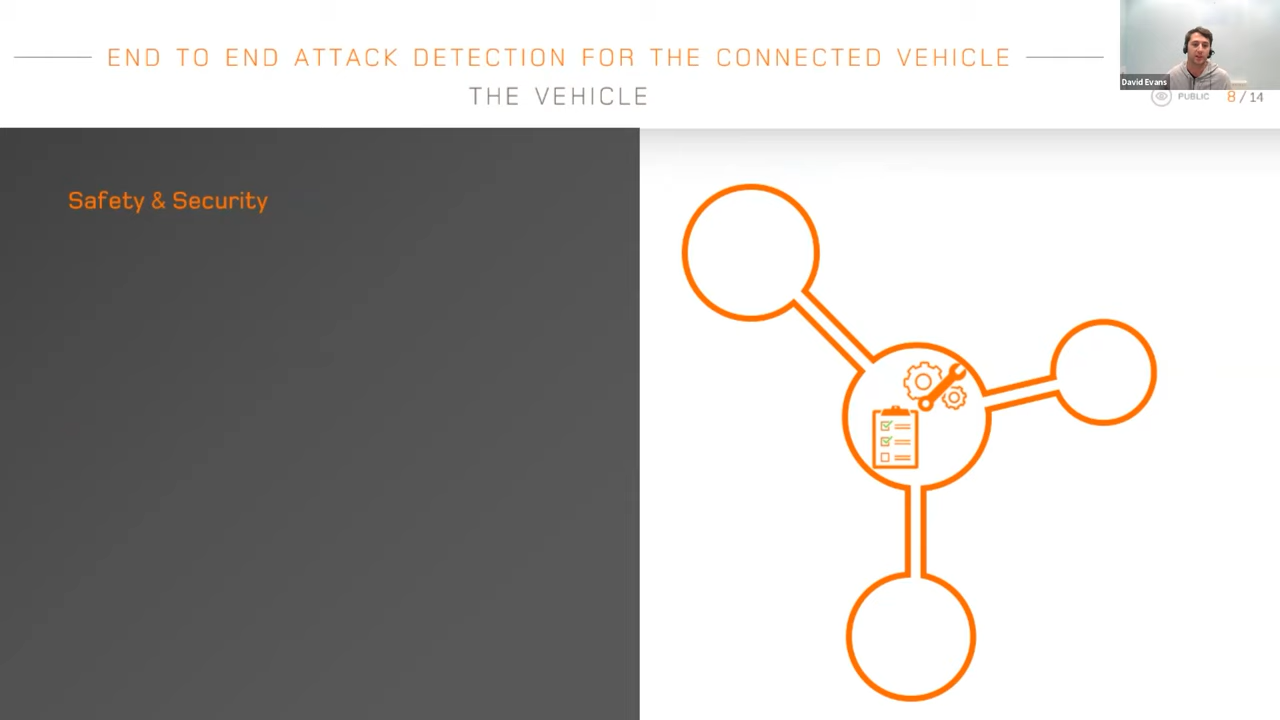 END TO END ATTACK DETECTION FOR THE CONNECTED VEHICLE
THE VEHICLE
David Evans
PUBLIC 8 / 14
Safety & Security